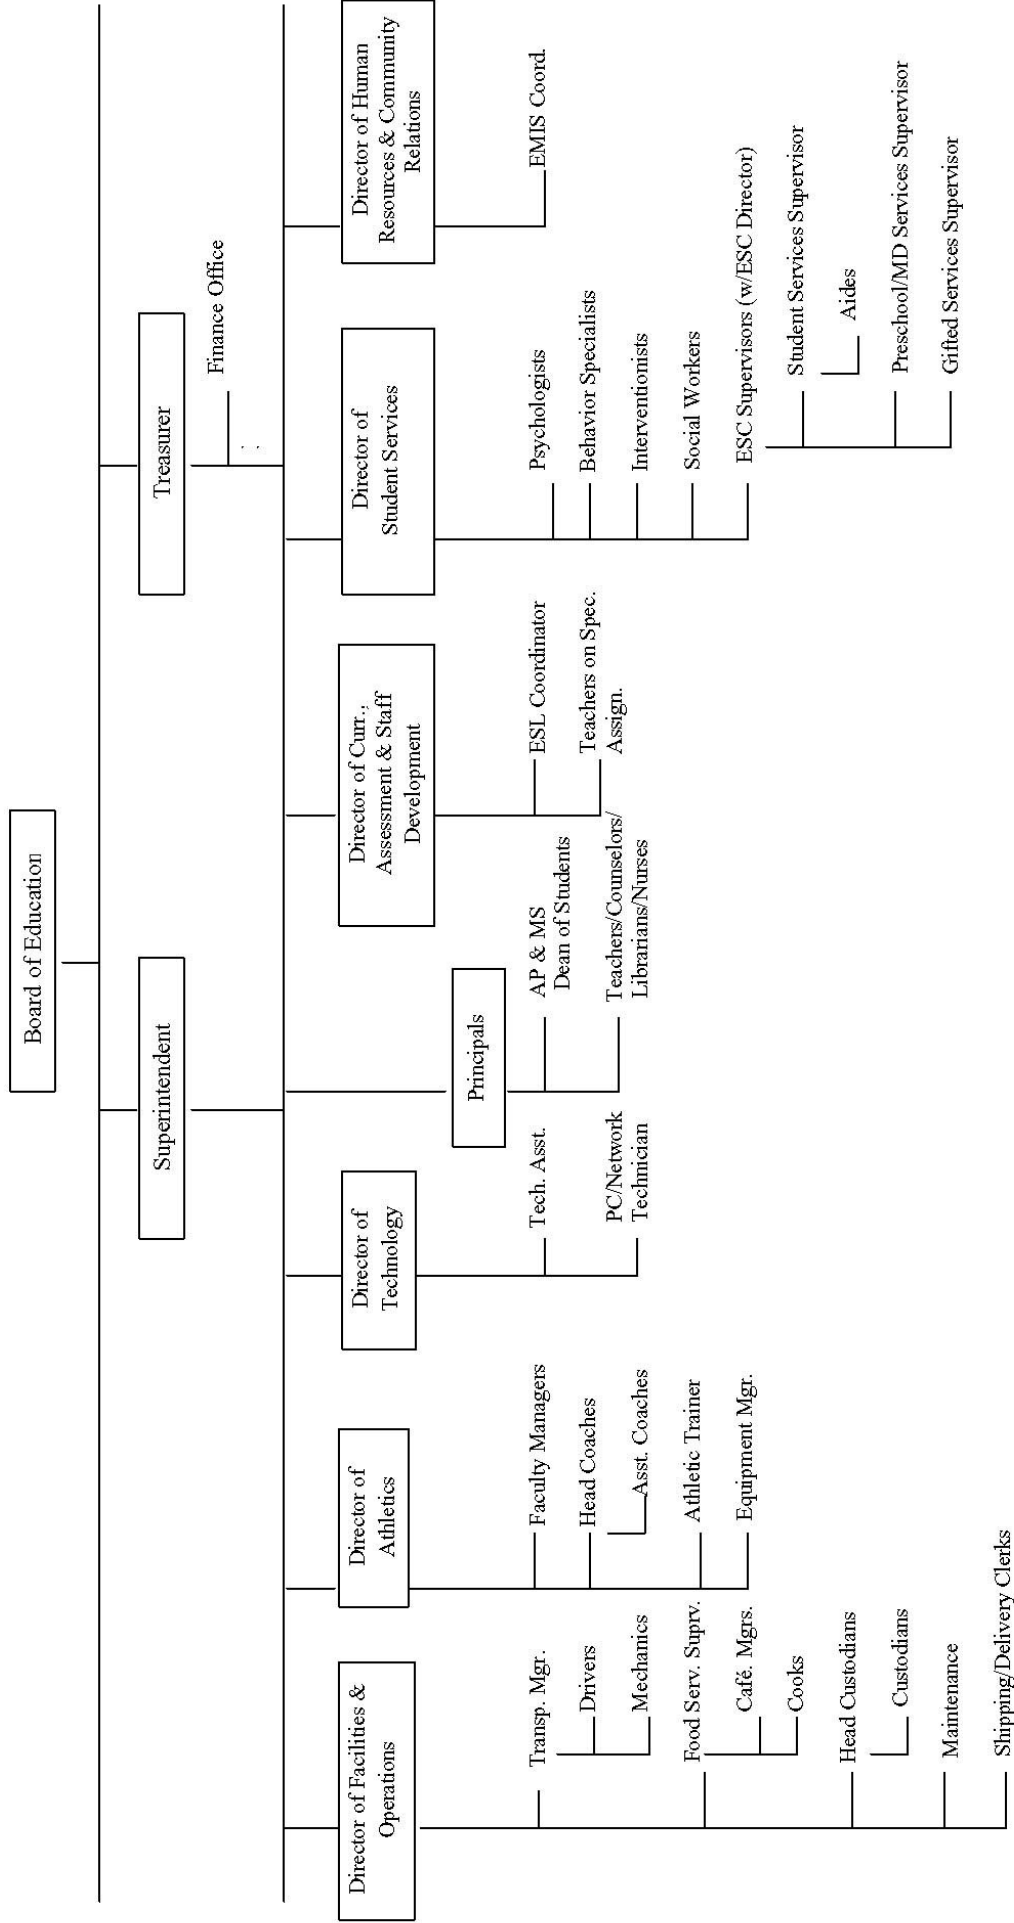 Board of Education
Superintendent
Treasurer
Finance Office
Director of Facilities &
Operations
Transp. Mgr.
Drivers
Mechanics
Food Serv. Suprv.
Café. Mgrs.
Cooks
Head Custodians
Custodians
Maintenance
Shipping/Delivery Clerks
Director of
Athletics
Faculty Managers
Head Coaches
Asst. Coaches
Athletic Trainer
Equipment Mgr.
Director of
Technology
Tech. Asst.
PC/Network
Technician
Principals
AP & MS
Dean of Students
Teachers/Counselors/
Librarians/Nurses
Director of Curr.,
Assessment & Staff
Development
ESL Coordinator
Teachers on Spec.
Assign.
Director of
Student Services
Psychologists
Behavior Specialists
Interventionists
Social Workers
ESC Supervisors (w/ESC Director)
Student Services Supervisor
Aides
Preschool/MD Services Supervisor
Gifted Services Supervisor
Director of Human
Resources & Community
Relations
EMIS Coord.